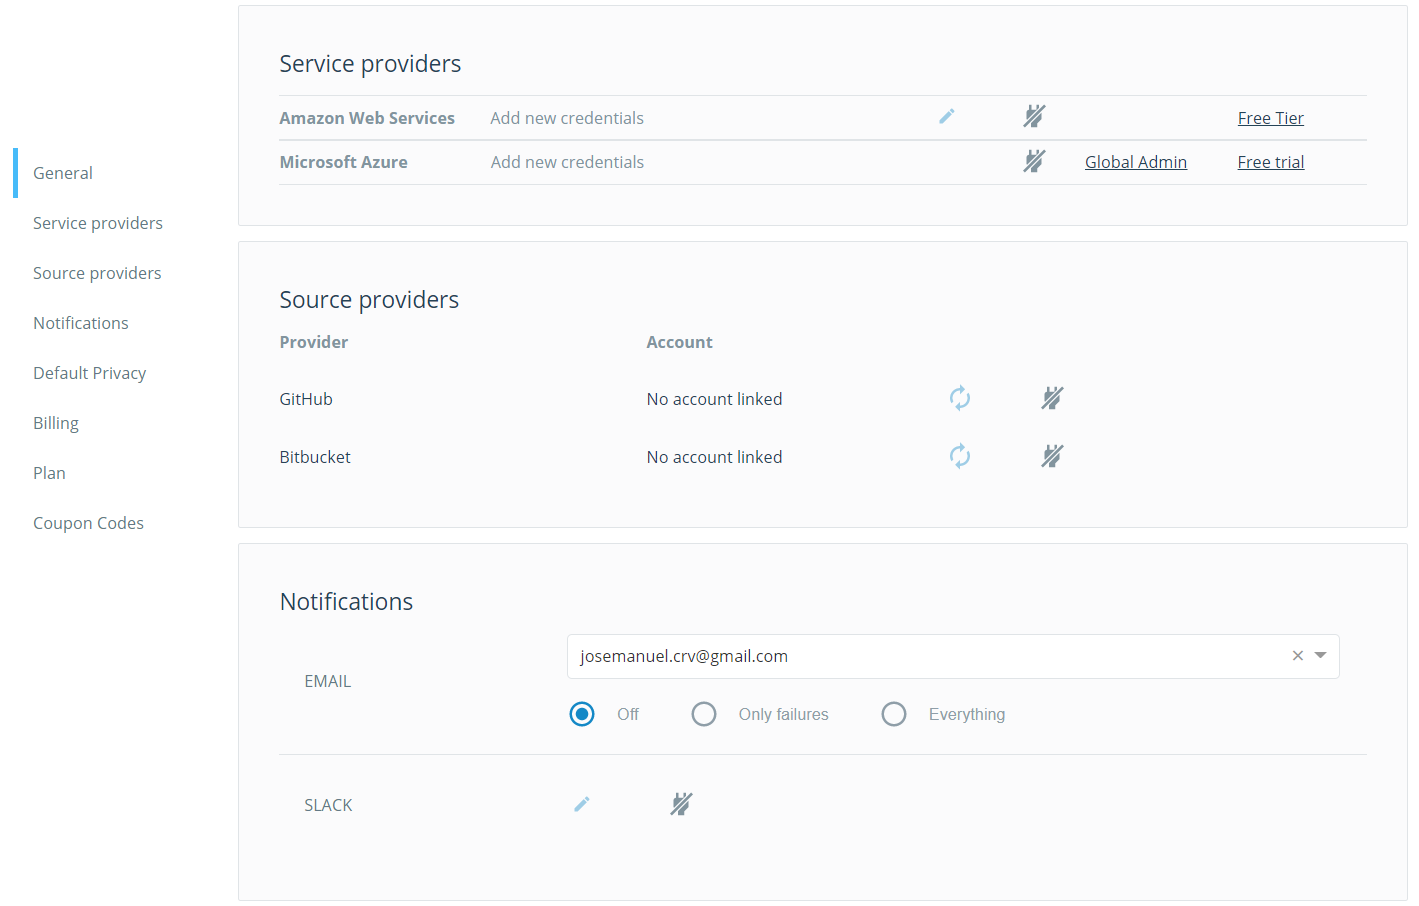 General
Service providers
Source providers
Notifications
Default Privacy
Billing
Plan
Coupon Codes
Service providers
Amazon Web Services Add new credentials Free Tier
Microsoft Azure Add new credentials Global Admin Free trial
Source providers
Provider Account
GitHub No account linked
Bitbucket No account linked
Notifications
josemanuel.crv@gmail.com
EMAIL
Off Only failures Everything
SLACK